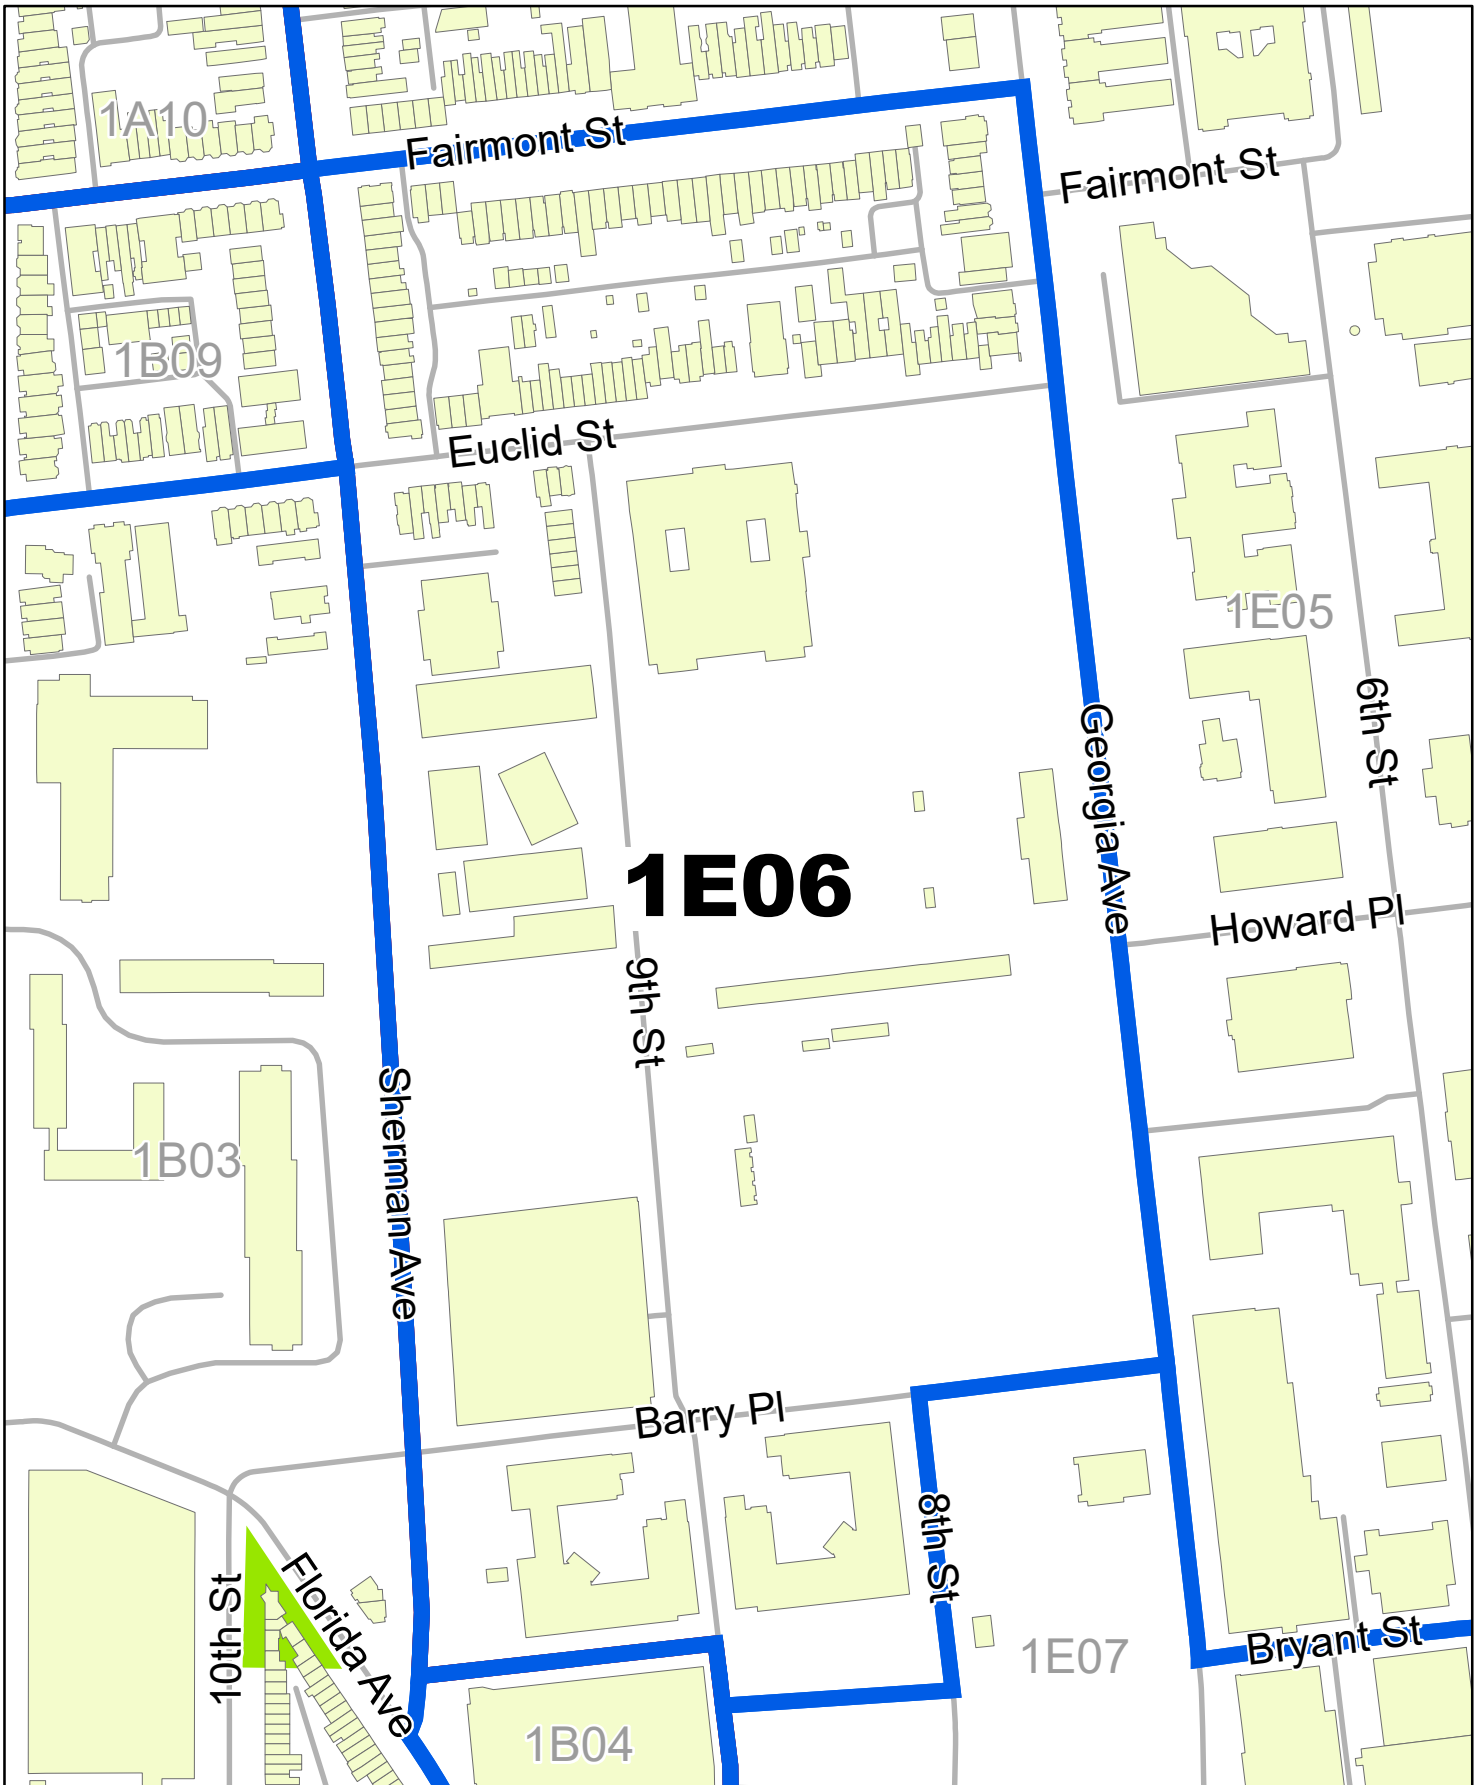 1A10
Fairmont St
Fairmont St
1B09
Euclid St
1E05
6th St
Georgia Ave
1E06
Howard Pl
9th St
Sherman Ave
1B03
Barry Pl
8th St
Florida Ave
10th St
Bryant St
1E07
1B04